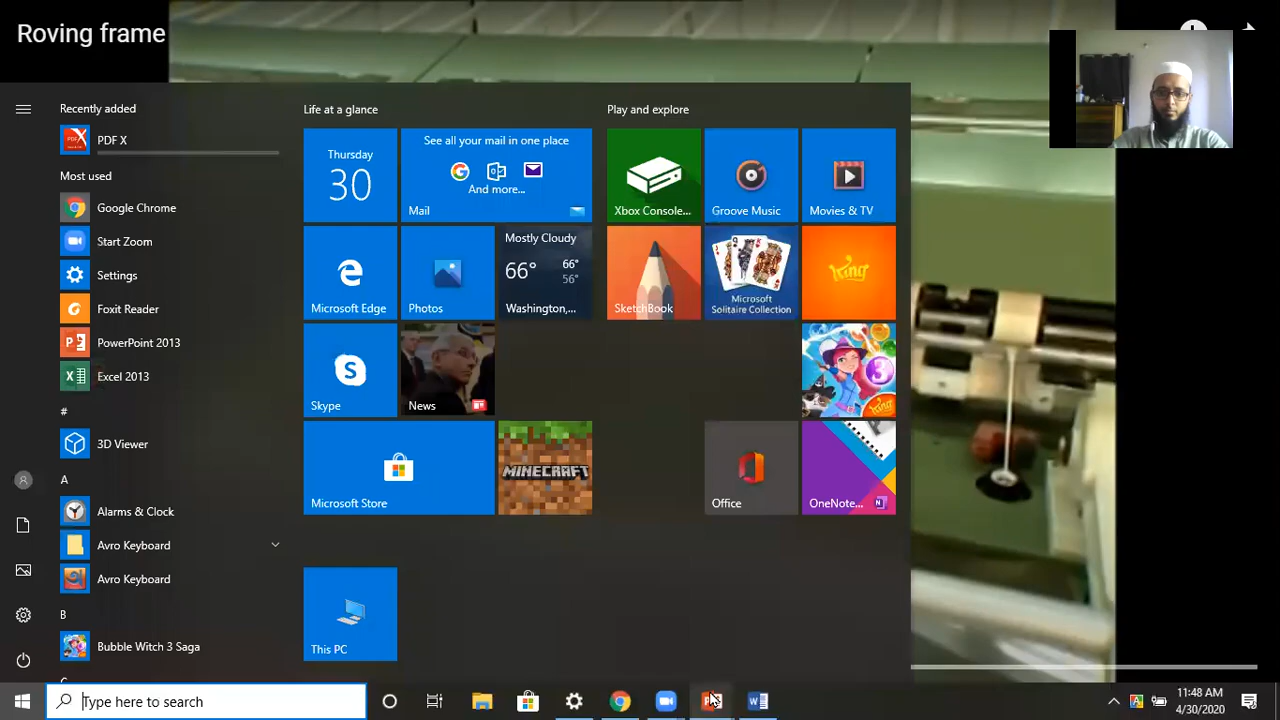 Roving frame
Recently added
PDF X
Most used
Google Chrome
Start Zoom
Settings
Foxit Reader
PowerPoint 2013
Excel 2013
#
3D Viewer
A
Alarms & Clock
Avro Keyboard
Avro Keyboard
B
Bubble Witch 3 Saga
Life at a glance
Thursday
30
See all your mail in one place
And more...
Mail
Microsoft Edge
Photos
Mostly Cloudy
66° 66°
56°
Washington,...
Skype
News
Microsoft Store
MINECRAFT
This PC
Play and explore
Xbox Console...
Groove Music
Movies & TV
SketchBook
Microsoft
Solitaire Collection
King
3
King
Office
OneNote...
Type here to search
11:48 AM
4/30/2020